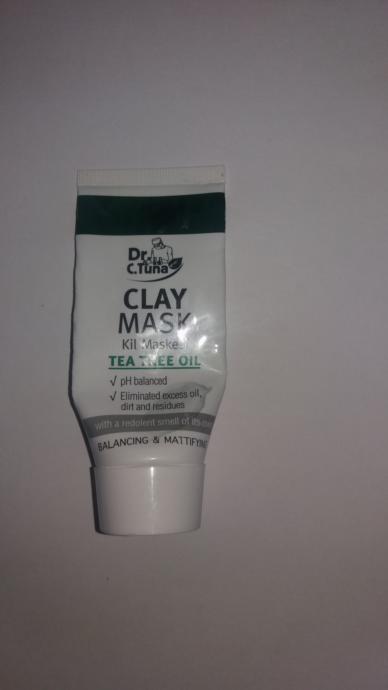 Dr.
C.Tuna
CLAY
MASK
Kil Maskesi
TEA TREE OIL
√ pH balanced
√ Eliminated excess oil,
dirt and residues
with a redolent smell of its
BALANCING & MATTIFYING